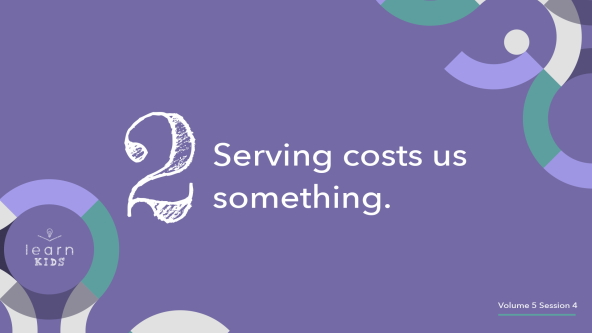 2
Serving costs us
something.
learn
KIDS
Volume 5 Session 4